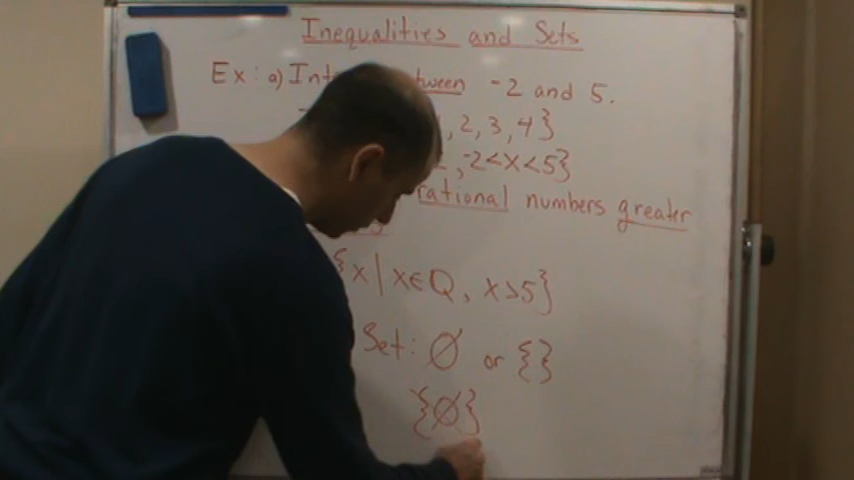 Inequalities and Sets
Ex: a) Int between -2 and 5.
, 2, 3, 4}
, -2<x<5}
rational numbers greater
{x|x∈Q, x>5}
Set: Ø or {}
{Ø}